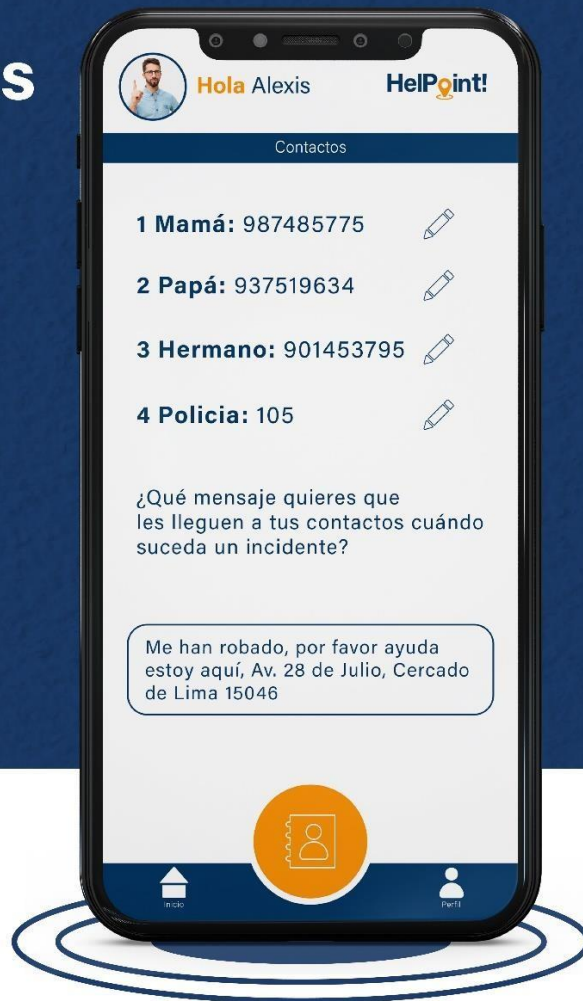 s
Hola Alexis
HelPoint!
Contactos
1 Mamá: 987485775
2 Papá: 937519634
3 Hermano: 901453795
4 Policia: 105
¿Qué mensaje quieres que
les lleguen a tus contactos cuándo
suceda un incidente?
Me han robado, por favor ayuda
estoy aquí, Av. 28 de Julio, Cercado
de Lima 15046
Inicio
Perfil